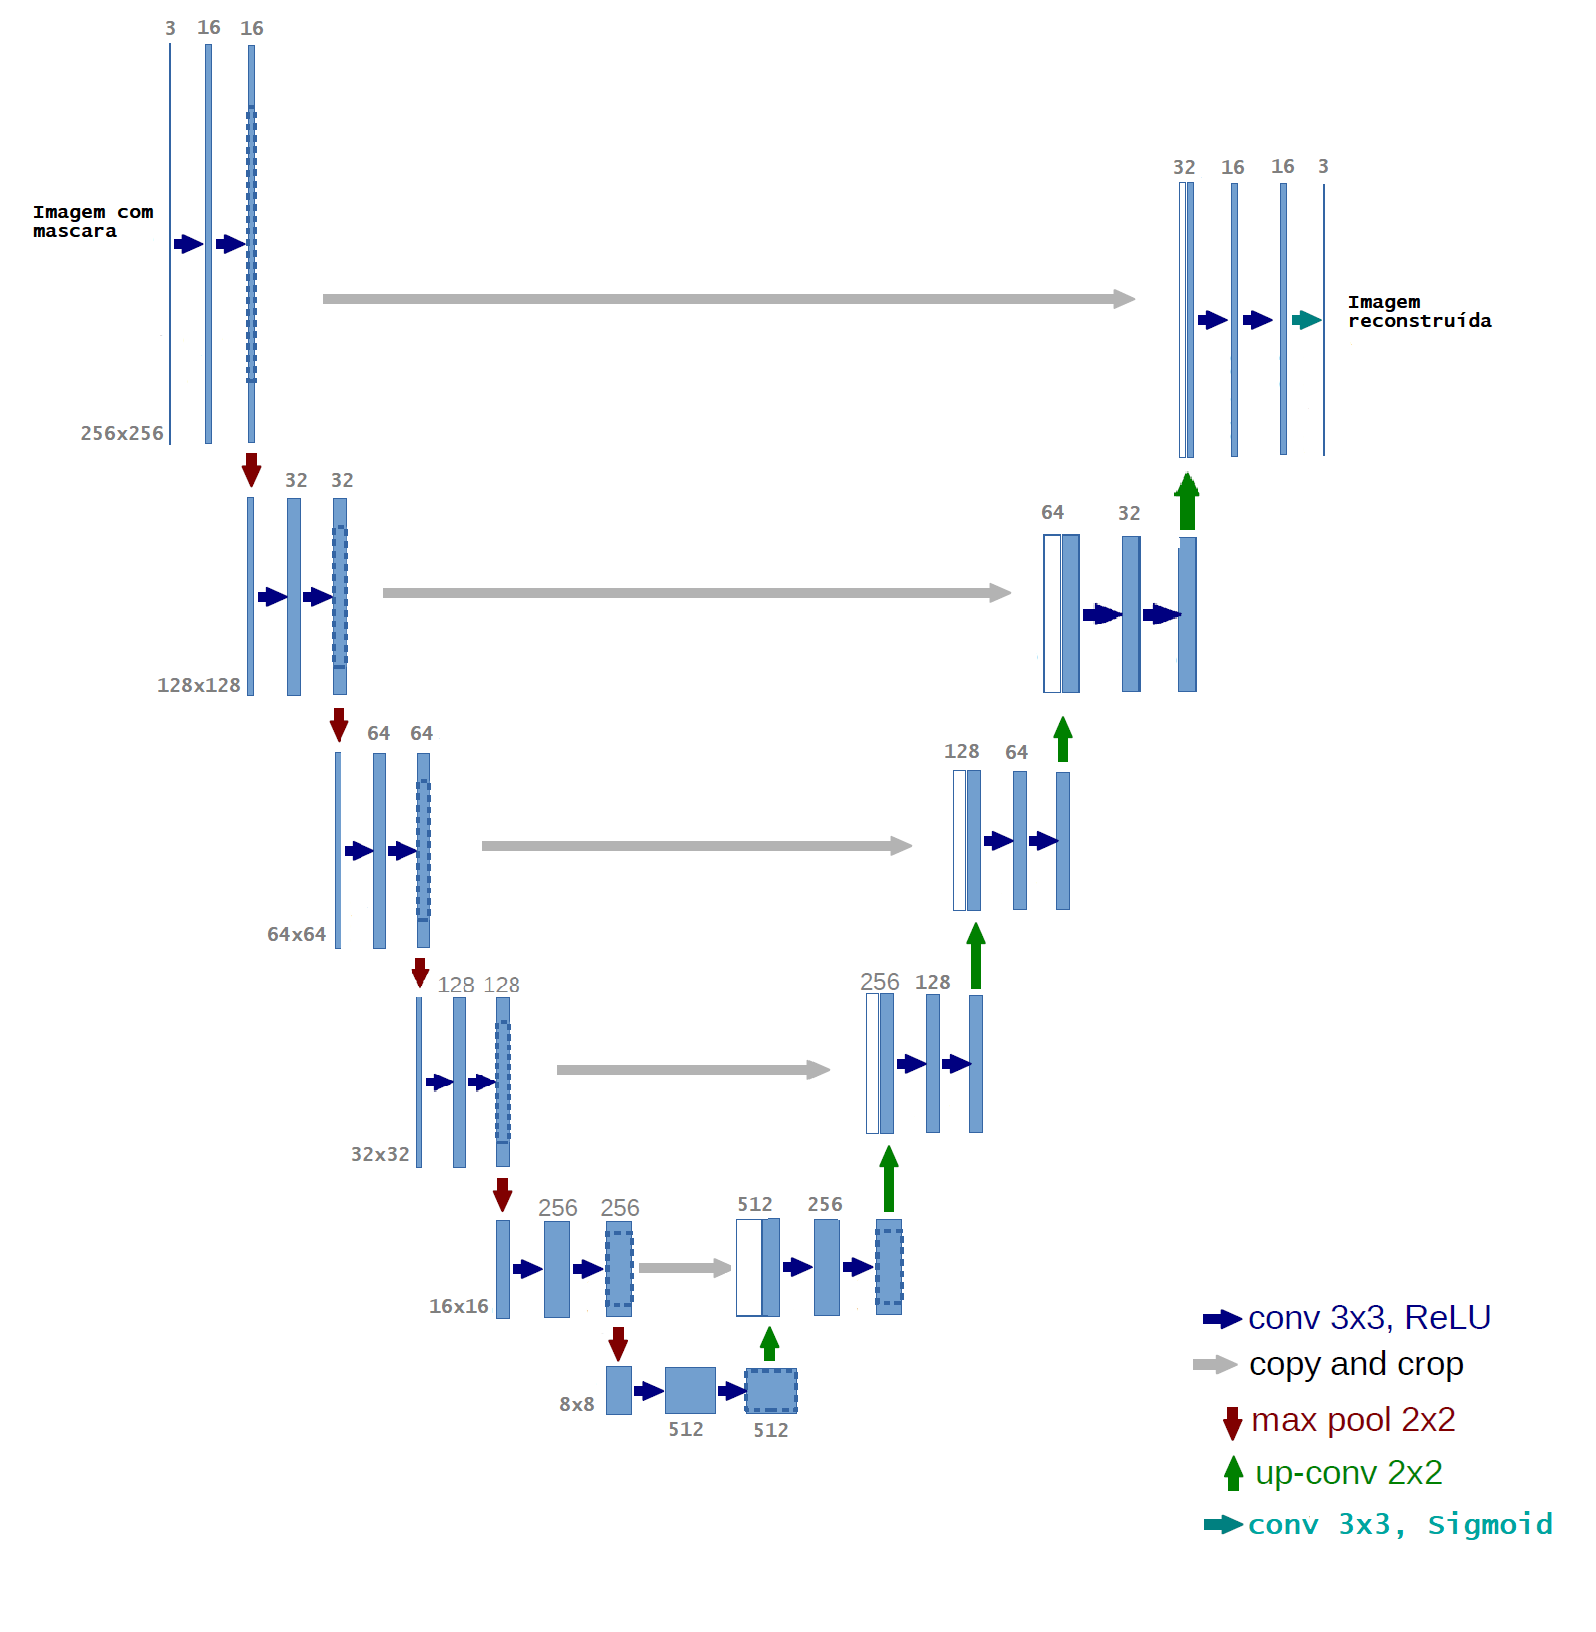 3 16 16
32 16 16 3
Imagem com
mascara
Imagem
reconstruída
256x256
32 32
64 32
128x128
64 64
128 64
64x64
128 128
256 128
32x32
256 256
512 256
16x16
8x8
512
512
conv 3x3, ReLU
copy and crop
max pool 2x2
up-conv 2x2
conv 3x3, Sigmoid